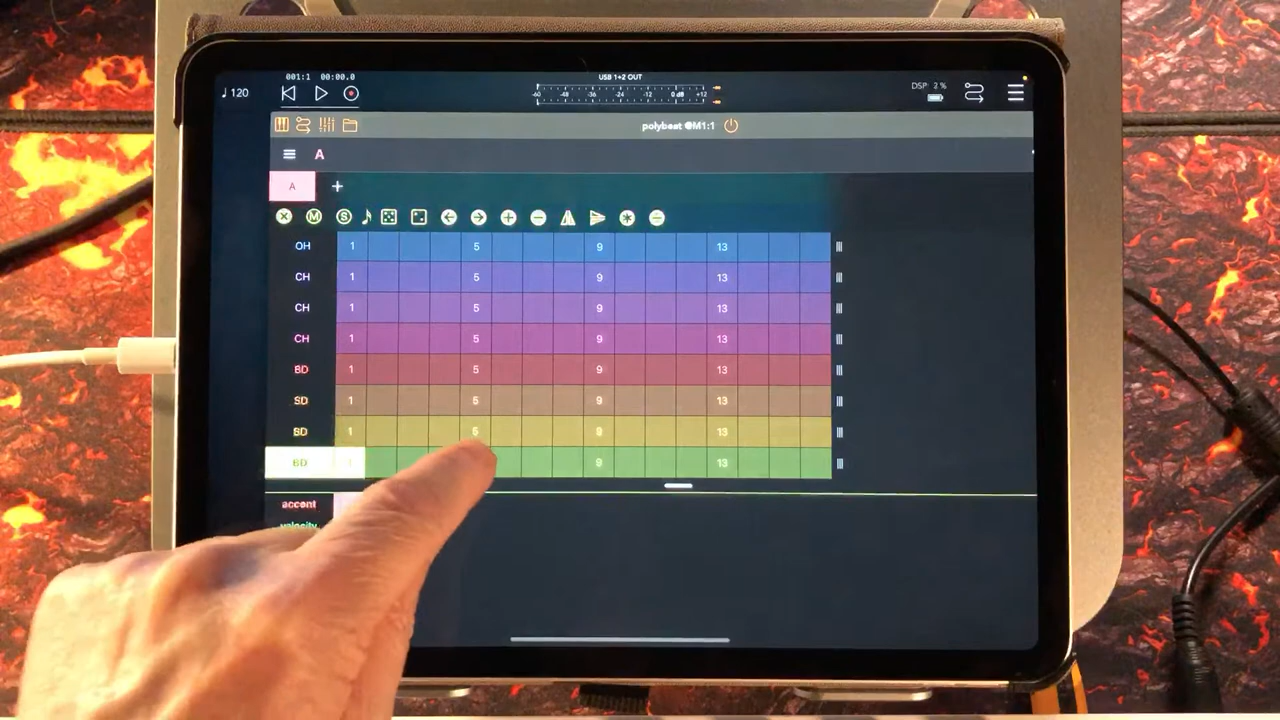 001:1 00:00.0
USB 1+2 OUT
♩120
-60 -48 -36 -24 -12 0 dB +12
DSP: 2 %
polybeat @M1:1
A
A +
M S
OH 1 5 9 13
CH 1 5 9 13
CH 1 5 9 13
CH 1 5 9 13
BD 1 5 9 13
SD 1 5 9 13
BD 1 5 9 13
BD 1 9 13
accent
velocity